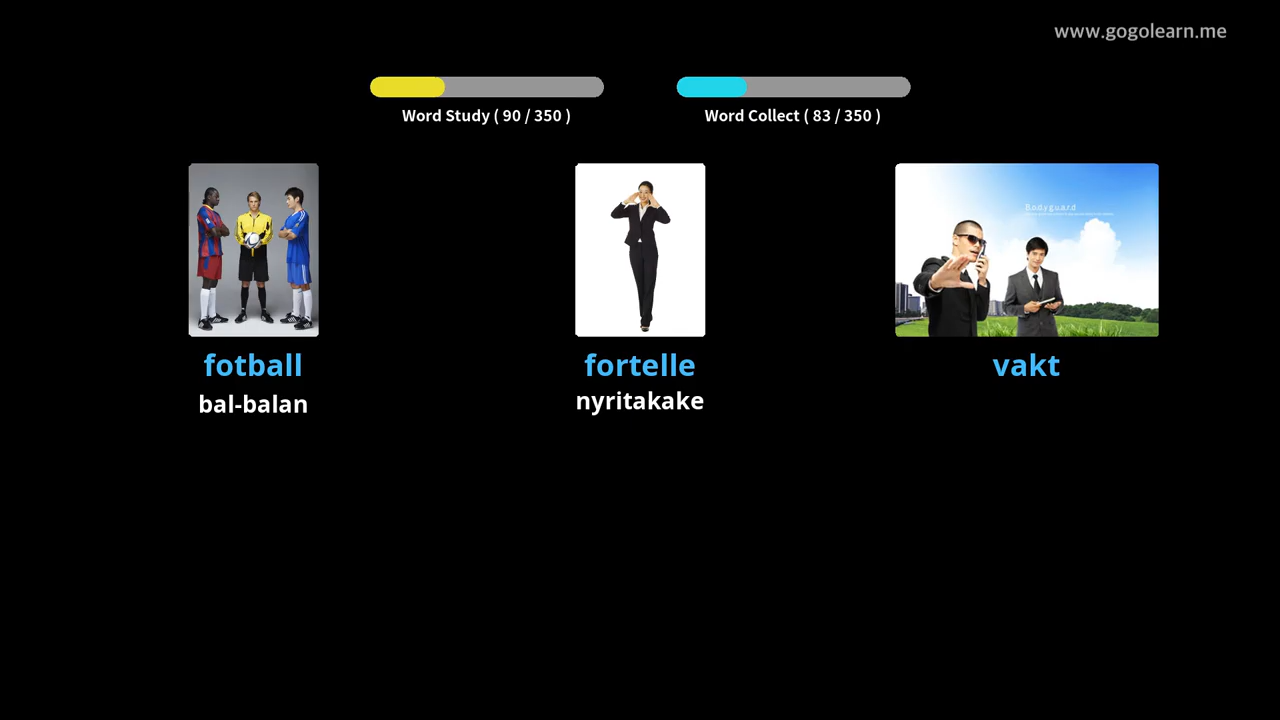 www.gogolearn.me
Word Study ( 90 / 350 )
Word Collect ( 83 / 350 )
Bodyguard
fotball
fortelle
vakt
bal-balan
nyritakake